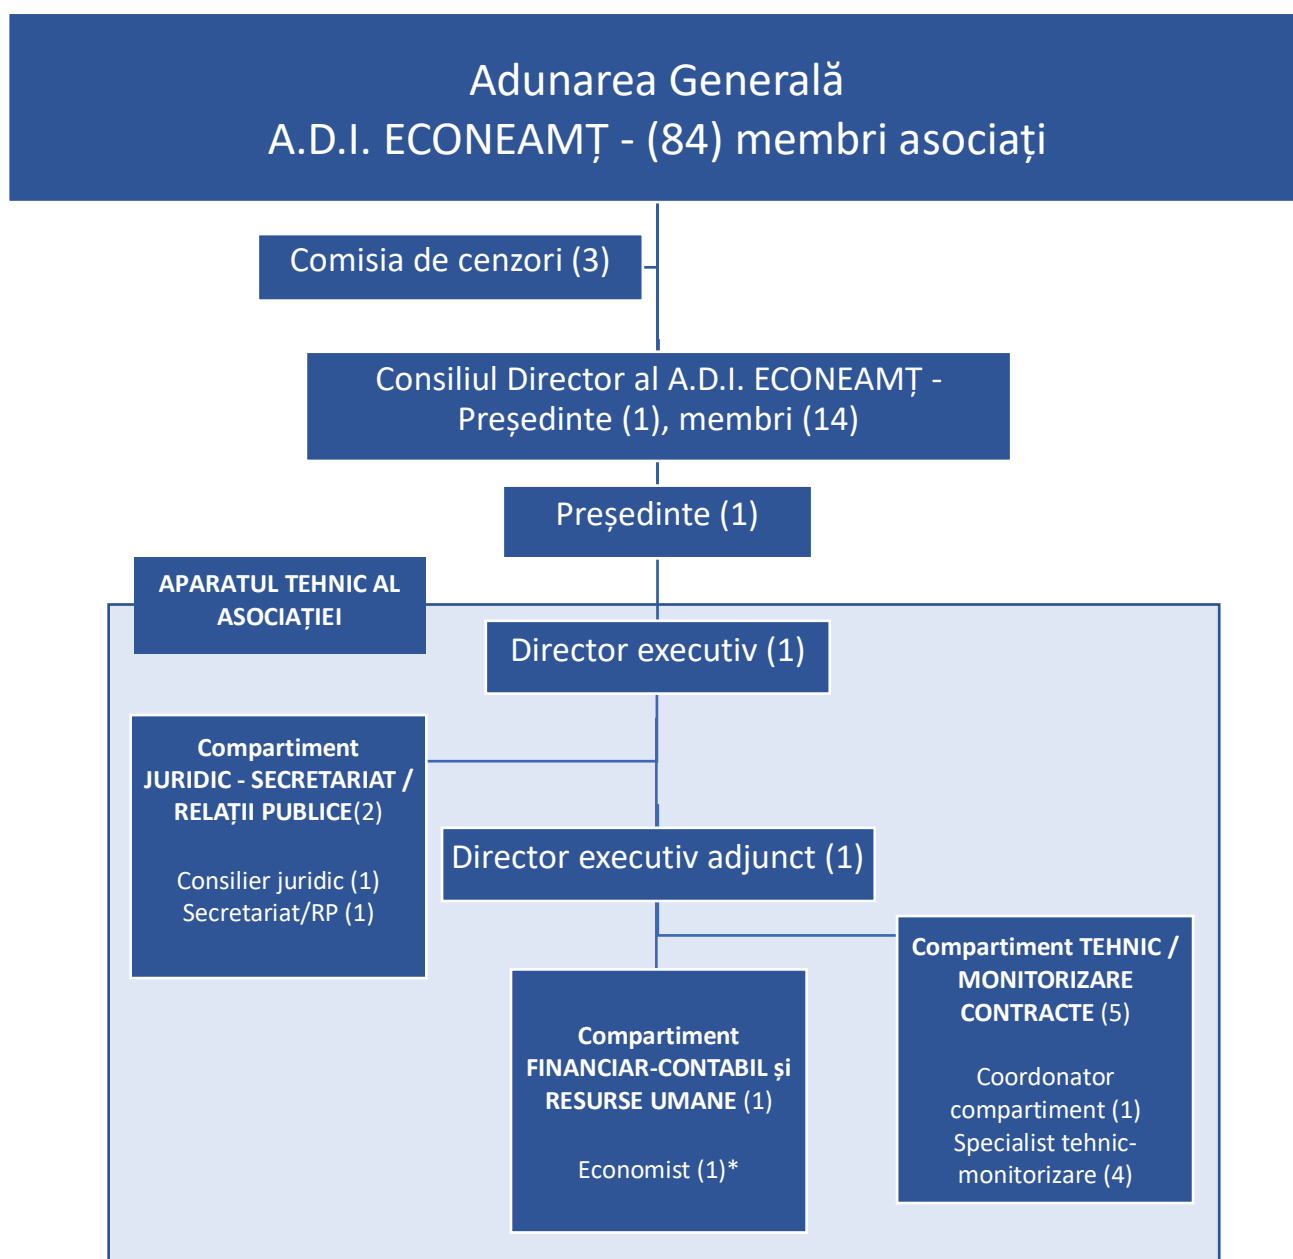 Adunarea Generală
A.D.I. ECONEAMȚ - (84) membri asociați
Comisia de cenzori (3)
Consiliul Director al A.D.I. ECONEAMȚ -
Președinte (1), membri (14)
Președinte (1)
APARATUL TEHNIC AL
ASOCIAȚIEI
Director executiv (1)
Compartiment
JURIDIC - SECRETARIAT /
RELAȚII PUBLICE(2)
Consilier juridic (1)
Secretariat/RP (1)
Director executiv adjunct (1)
Compartiment
FINANCIAR-CONTABIL și
RESURSE UMANE (1)
Economist (1)*
Compartiment TEHNIC /
MONITORIZARE
CONTRACTE (5)
Coordonator
compartiment (1)
Specialist tehnic-
monitorizare (4)